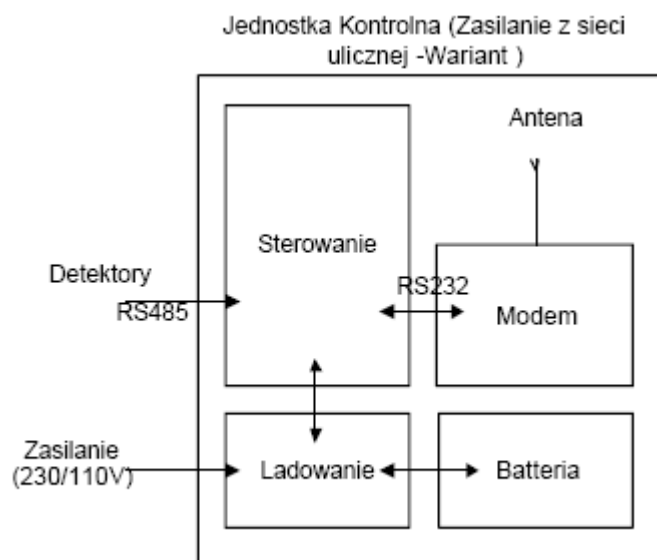 Jednostka Kontrolna (Zasilanie z sieci
ulicznej -Wariant )
Antena
Sterowanie
Detektory
RS485
RS232
Modem
Zasilanie
(230/110V)
Ladowanie
Batteria